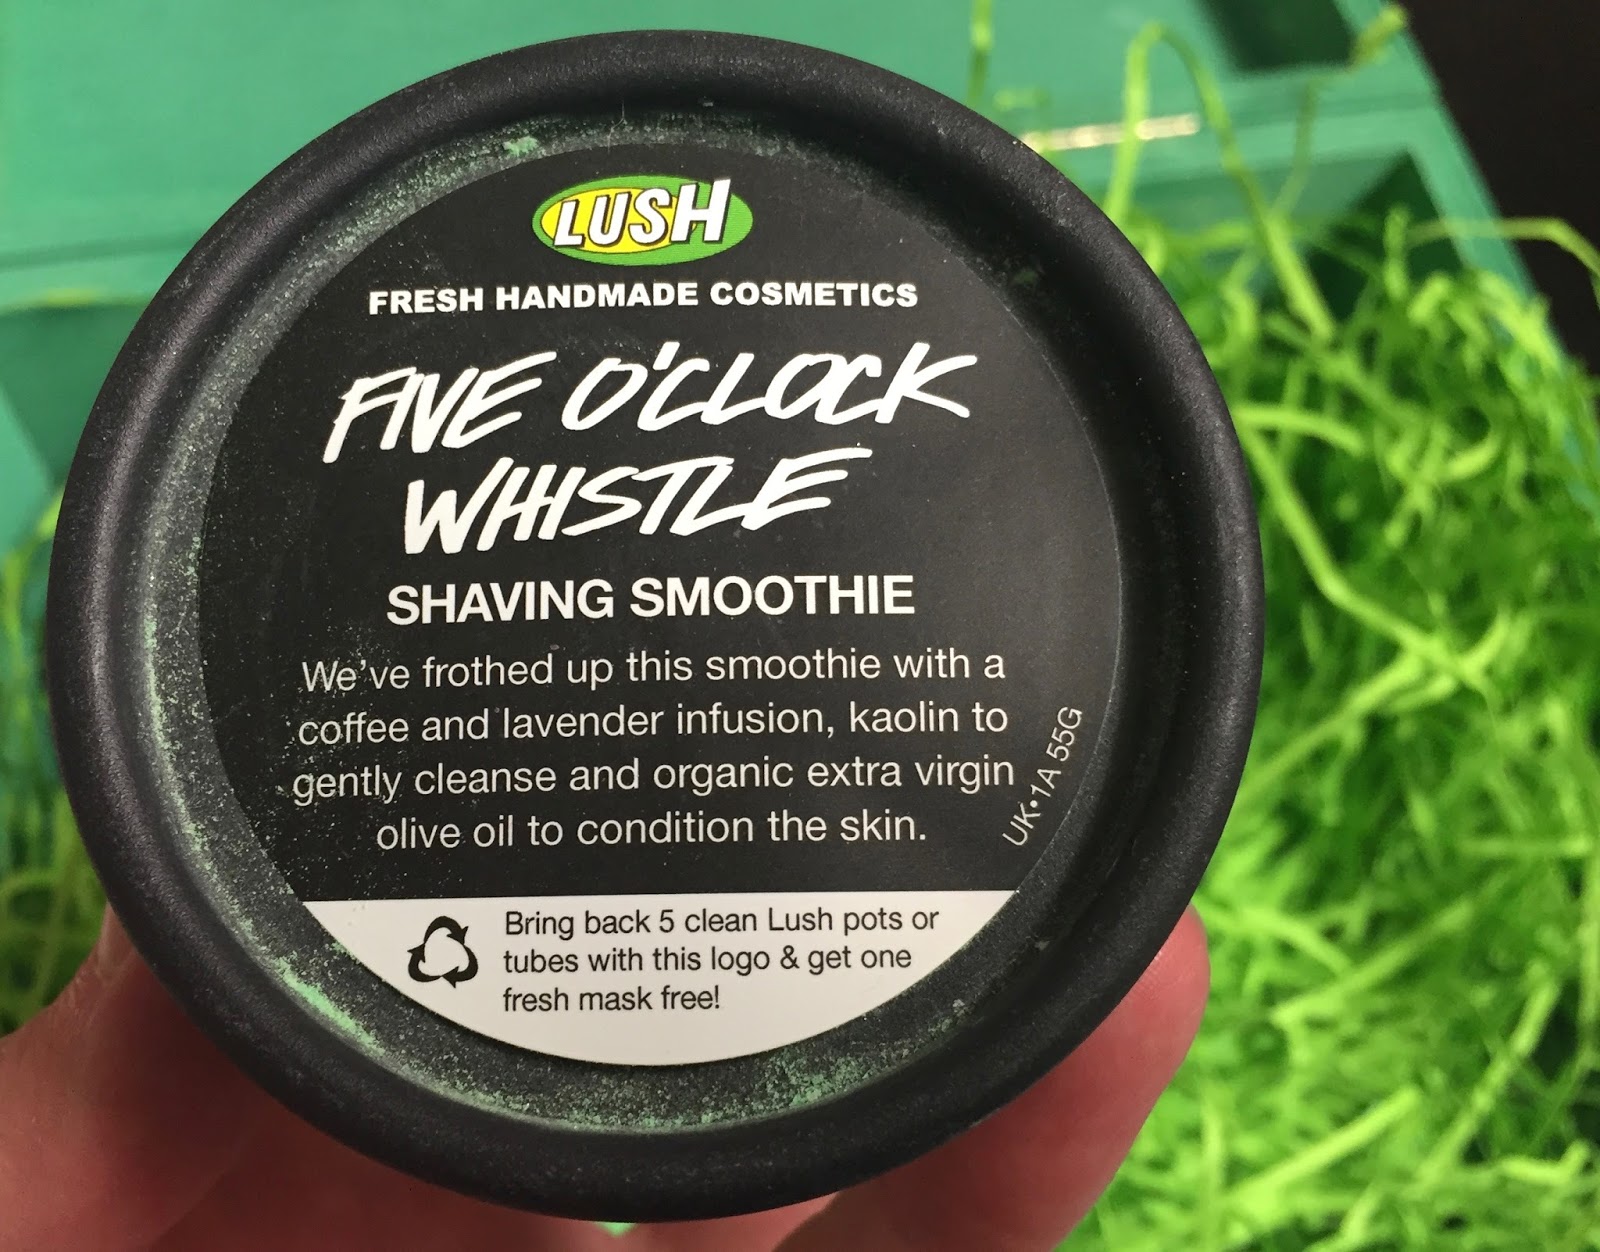 LUSH
FRESH HANDMADE COSMETICS
FIVE O'CLOCK
WHISTLE
SHAVING SMOOTHIE
We've frothed up this smoothie with a
coffee and lavender infusion, kaolin to
gently cleanse and organic extra virgin
olive oil to condition the skin.
UK•1A 55G
Bring back 5 clean Lush pots or
tubes with this logo & get one
fresh mask free!